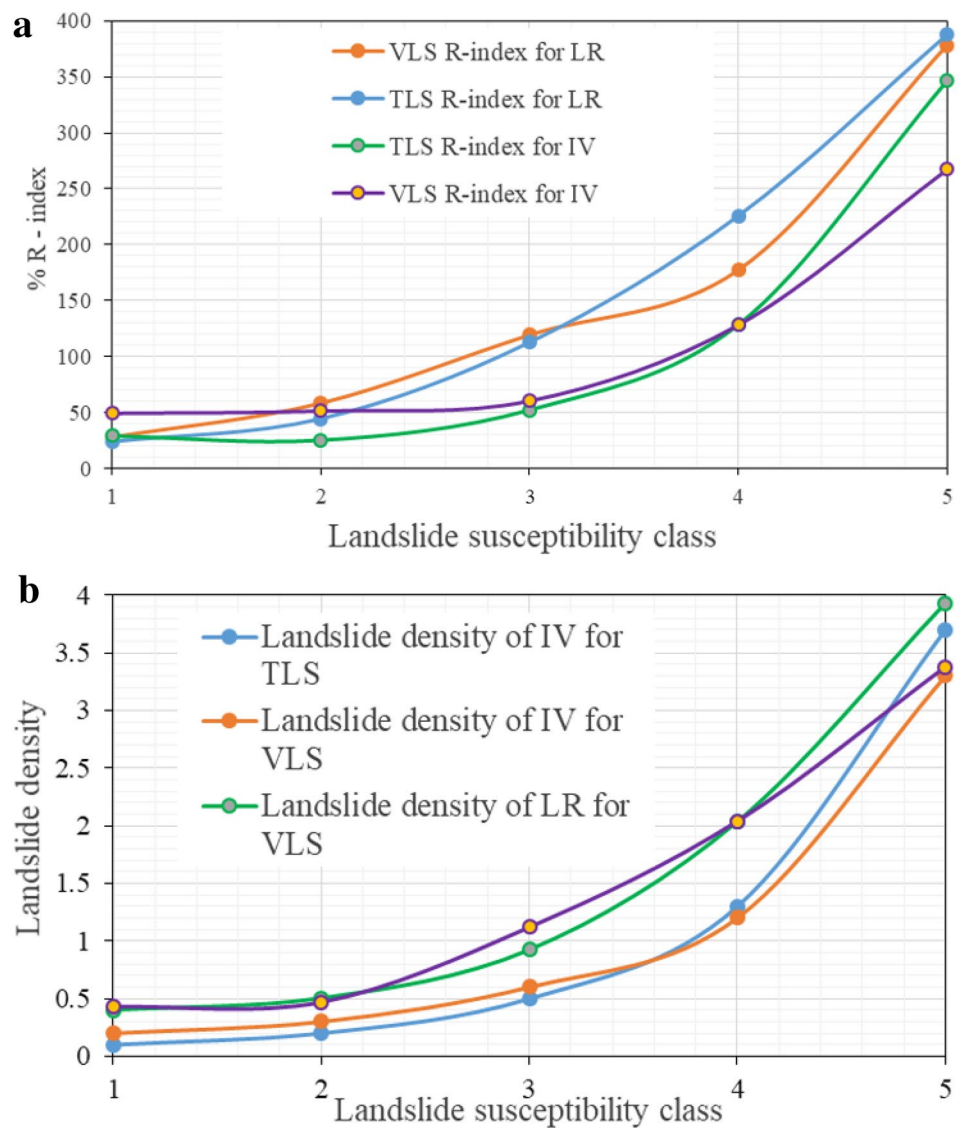 a
400
350
300
250
200
150
100
50
0
% R - index
VLS R-index for LR
TLS R-index for LR
TLS R-index for IV
VLS R-index for IV
1 2 3 4 5
Landslide susceptibility class
b
4
3.5
3
2.5
2
1.5
1
0.5
0
Landslide density
Landslide density of IV for
TLS
Landslide density of IV for
VLS
Landslide density of LR for
VLS
1 2 3 4 5
Landslide susceptibility class